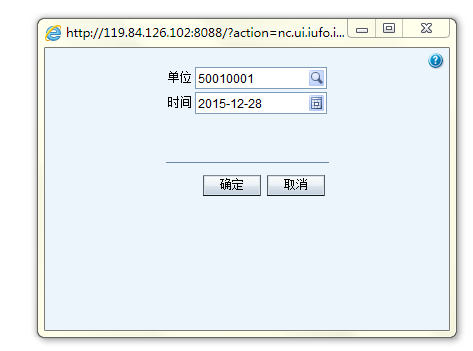 http://119.84.126.102:8088/?action=nc.ui.iufo.i...
单位 50010001
时间 2015-12-28
确定 取消